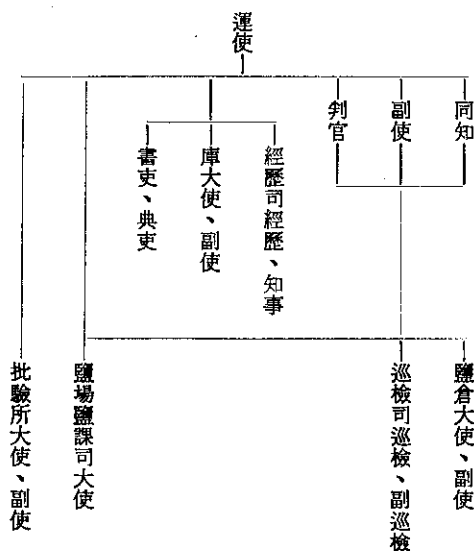 運使
同知
副使
判官
經歷司經歷、知事
庫大使、副使
書吏、典吏
鹽倉大使、副使
巡檢司巡檢、副巡檢
鹽場鹽課司大使
批驗所大使、副使